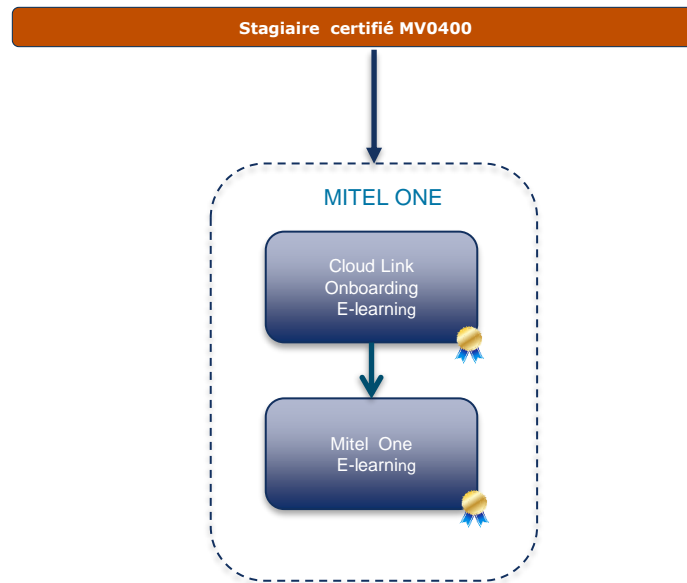 Stagiaire certifié MV0400
MITEL ONE
Cloud Link
Onboarding
E-learning
Mitel One
E-learning